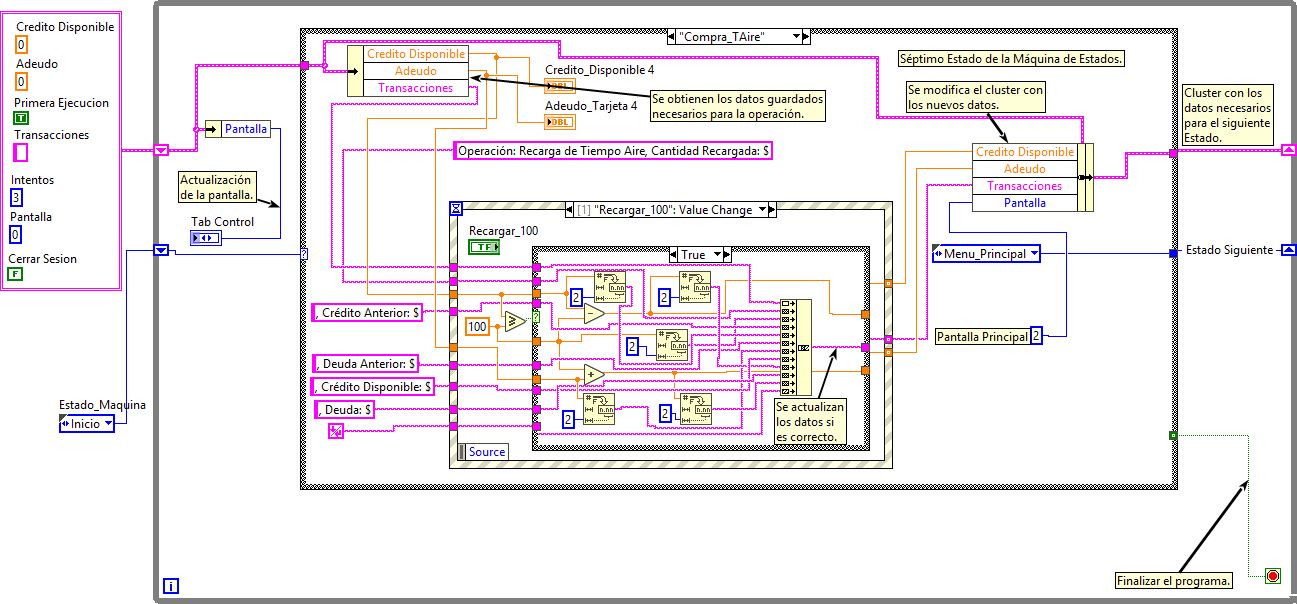 Credito Disponible
0
Adeudo
0
Primera Ejecucion
T
Transacciones
Intentos
3
Pantalla
0
Cerrar Sesion
F
Pantalla
Actualización
de la pantalla.
Tab Control
Estado_Maquina
Inicio
i
"Compra_TAire"
Credito Disponible
Adeudo
Transacciones
Credito_Disponible 4
DBL
Adeudo_Tarjeta 4
DBL
Se obtienen los datos guardados
necesarios para la operación.
Operación: Recarga de Tiempo Aire, Cantidad Recargada: $
Séptimo Estado de la Máquina de Estados.
Se modifica el cluster con
los nuevos datos.
Cluster con los
datos necesarios
para el siguiente
Estado.
Credito Disponible
Adeudo
Transacciones
Pantalla
[1] "Recargar_100": Value Change
Recargar_100
TF
True
, Crédito Anterior: $
100
, Deuda Anterior: $
, Crédito Disponible: $
, Deuda: $
2
2
2
2
2
Se actualizan
los datos si
es correcto.
Source
Menu_Principal
Estado Siguiente
Pantalla Principal
2
Finalizar el programa.